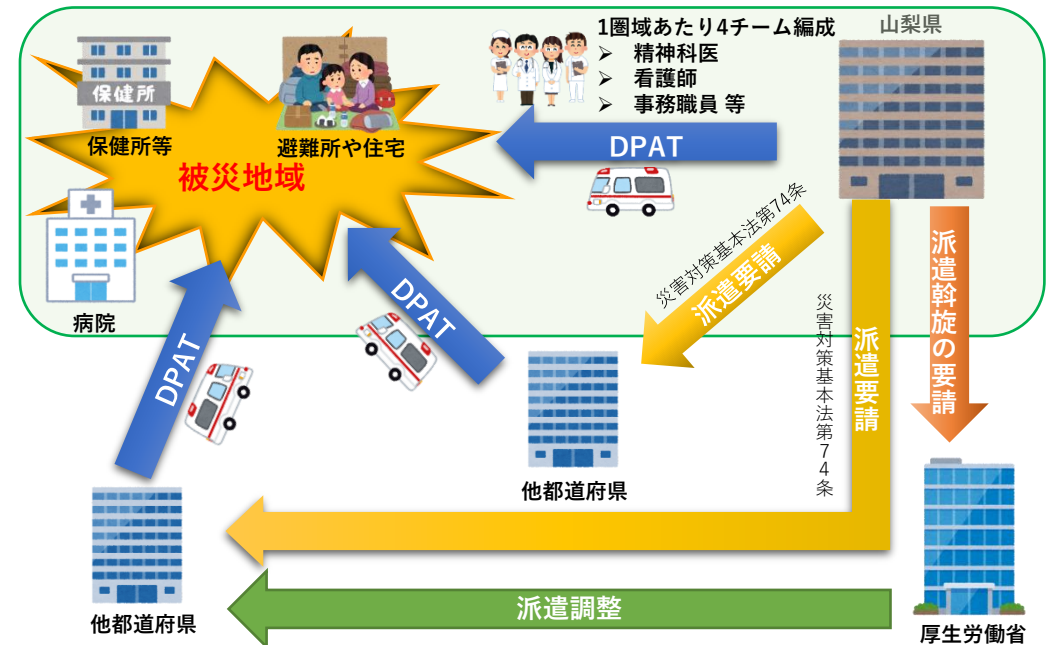 1圏域あたり4チーム編成
➢ 精神科医
➢ 看護師
➢ 事務職員 等
山梨県
保健所
保健所等
避難所や住宅
被災地域
DPAT
病院
災害対策基本法第74条
派遣要請
DPAT
DPAT
災害対策基本法第74条
派遣要請
派遣斡旋の要請
他都道府県
他都道府県
派遣調整
厚生労働省